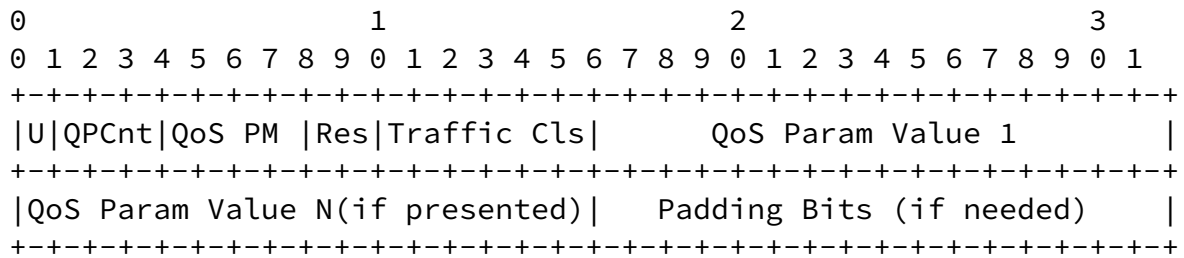 0                   1                   2                   3
0 1 2 3 4 5 6 7 8 9 0 1 2 3 4 5 6 7 8 9 0 1 2 3 4 5 6 7 8 9 0 1
+-+-+-+-+-+-+-+-+-+-+-+-+-+-+-+-+-+-+-+-+-+-+-+-+-+-+-+-+-+-+-+-+
|U|QPCnt|QoS PM |Res|Traffic Cls|      QoS Param Value 1        |
+-+-+-+-+-+-+-+-+-+-+-+-+-+-+-+-+-+-+-+-+-+-+-+-+-+-+-+-+-+-+-+-+
|QoS Param Value N(if presented)|   Padding Bits (if needed)    |
+-+-+-+-+-+-+-+-+-+-+-+-+-+-+-+-+-+-+-+-+-+-+-+-+-+-+-+-+-+-+-+-+